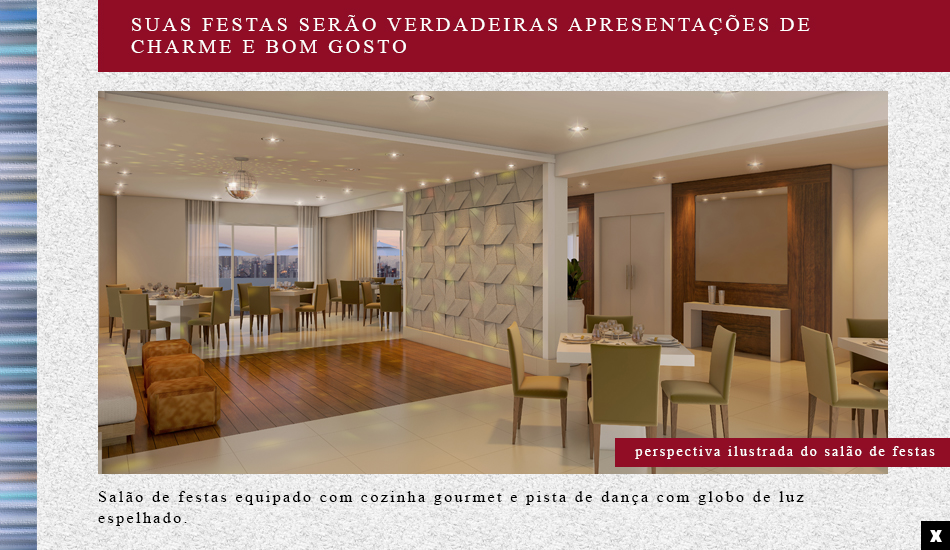 SUAS FESTAS SERÃO VERDADEIRAS APRESENTAÇÕES DE
CHARME E BOM GOSTO
perspectiva ilustrada do salão de festas
Salão de festas equipado com cozinha gourmet e pista de dança com globo de luz
espelhado.
X